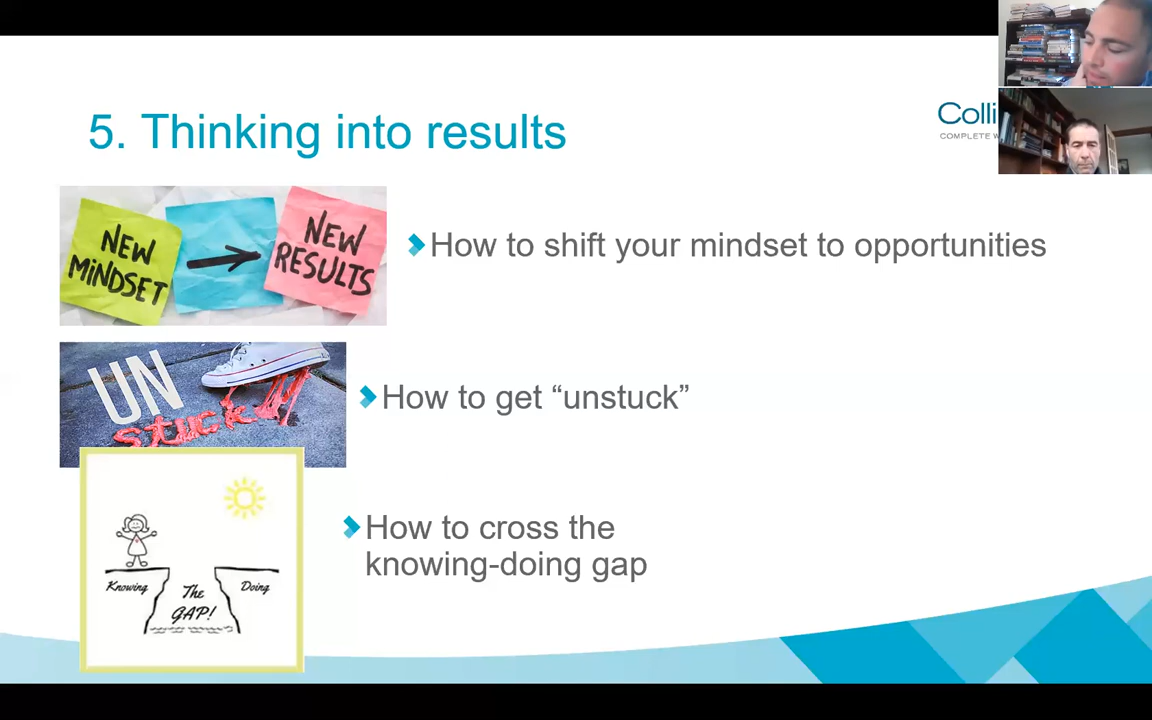 5. Thinking into results
Colli
COMPLETE W
NEW
MINDSET
NEW
RESULTS
How to shift your mindset to opportunities
UN
stuck
How to get “unstuck”
Knowing
The
GAP!
Doing
How to cross the
knowing-doing gap